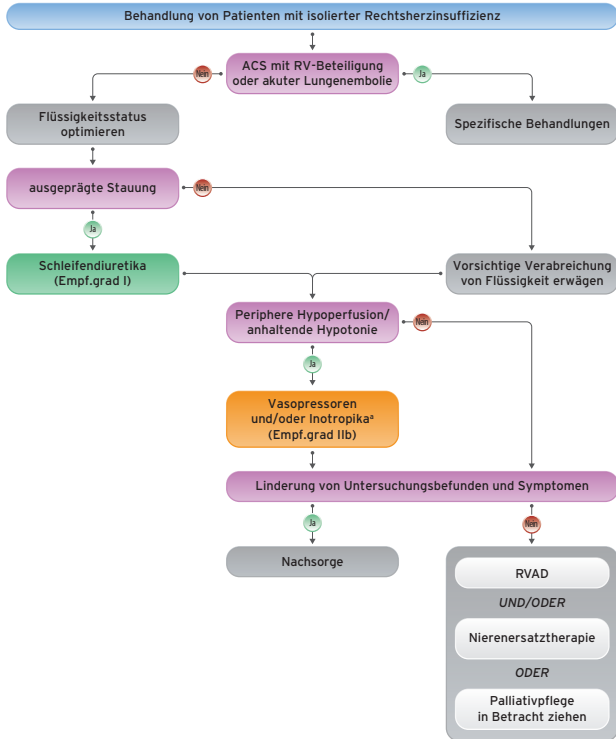 Behandlung von Patienten mit isolierter Rechtsherzinsuffizienz
ACS mit RV-Beteiligung
oder akuter Lungenembolie
Nein
Ja
Flüssigkeitsstatus
optimieren
Spezifische Behandlungen
ausgeprägte Stauung
Nein
Ja
Schleifendiuretika
(Empf.grad I)
Vorsichtige Verabreichung
von Flüssigkeit erwägen
Periphere Hypoperfusion/
anhaltende Hypotonie
Nein
Ja
Vasopressoren
und/oder Inotropikaᵃ
(Empf.grad IIb)
Linderung von Untersuchungsbefunden und Symptomen
Ja
Nein
Nachsorge
RVAD
UND/ODER
Nierenersatztherapie
ODER
Palliativpflege
in Betracht ziehen